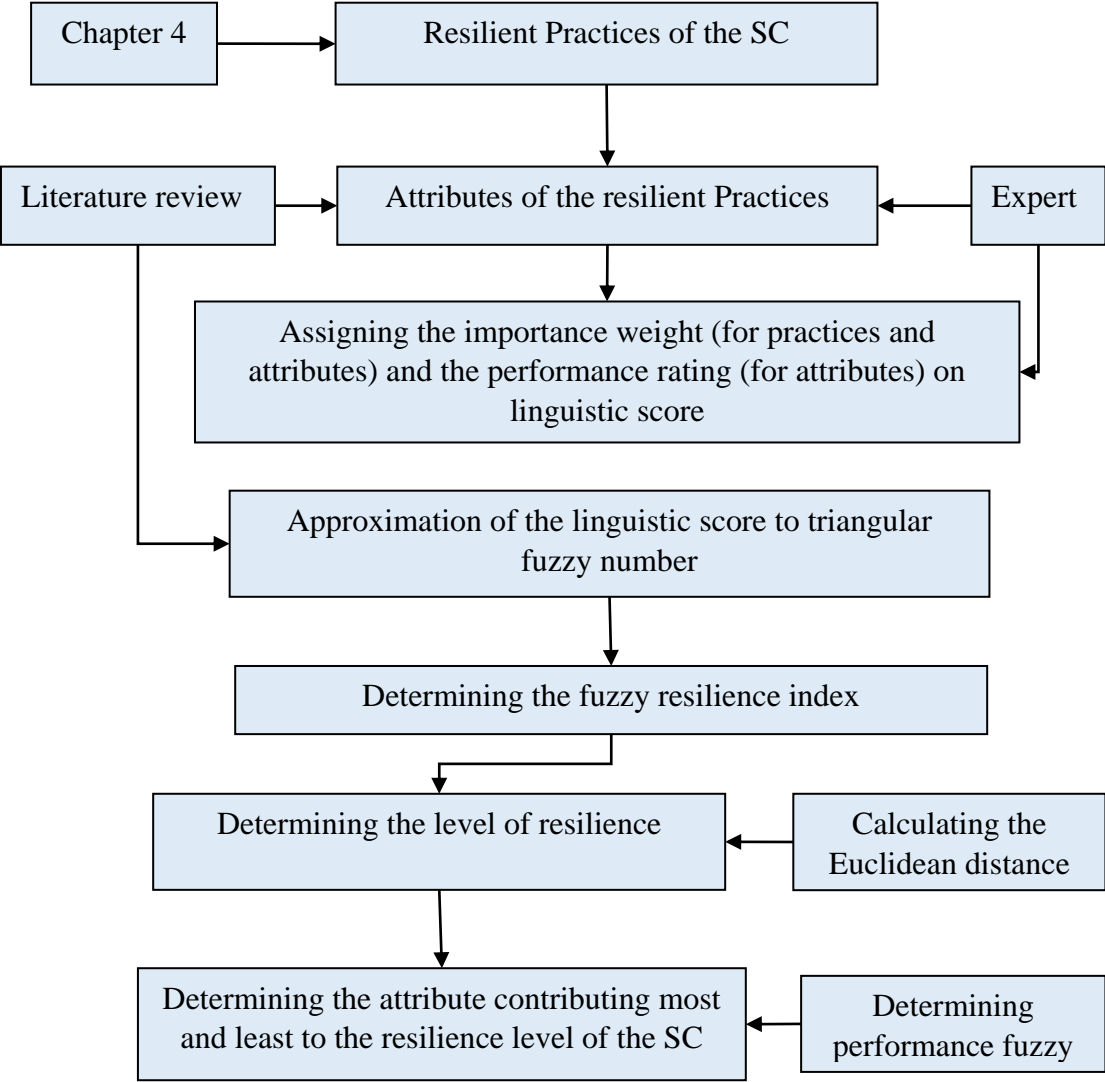 Chapter 4
Resilient Practices of the SC
Literature review
Attributes of the resilient Practices
Expert
Assigning the importance weight (for practices and
attributes) and the performance rating (for attributes) on
linguistic score
Approximation of the linguistic score to triangular
fuzzy number
Determining the fuzzy resilience index
Determining the level of resilience
Calculating the
Euclidean distance
Determining the attribute contributing most
and least to the resilience level of the SC
Determining
performance fuzzy